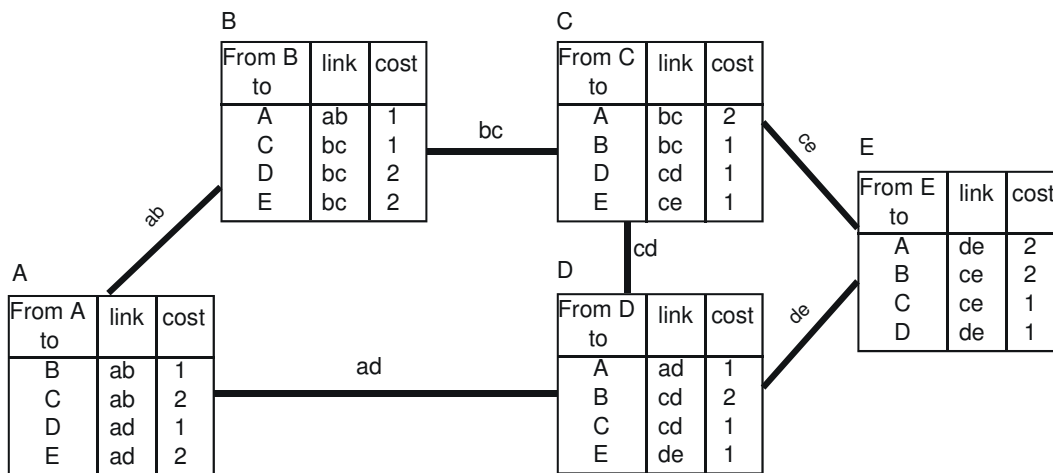 B
From B to link cost
A ab 1
C bc 1
D bc 2
E bc 2
bc
C
From C to link cost
A bc 2
B bc 1
D cd 1
E ce 1
ce
E
From E to link cost
A de 2
B ce 2
C ce 1
D de 1
ab
cd
A
From A to link cost
B ab 1
C ab 2
D ad 1
E ad 2
ad
D
From D to link cost
A ad 1
B cd 2
C cd 1
E de 1
de